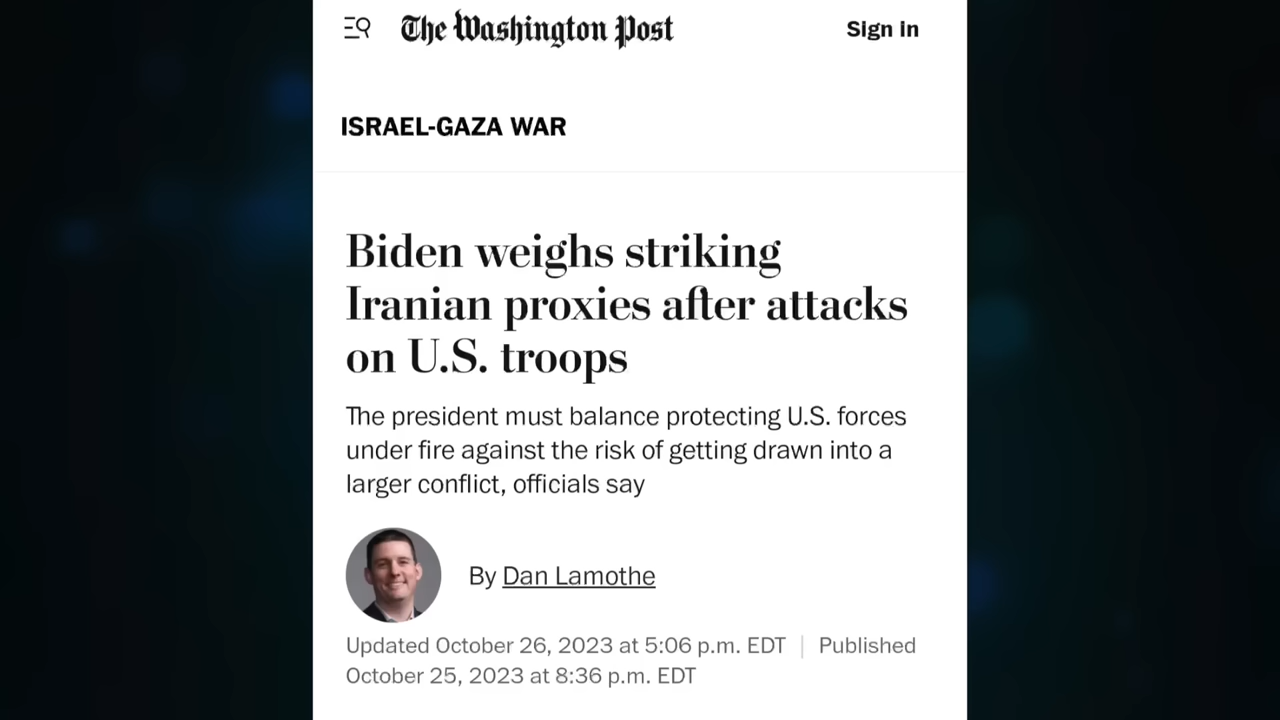 The Washington Post
Sign in
ISRAEL-GAZA WAR
Biden weighs striking
Iranian proxies after attacks
on U.S. troops
The president must balance protecting U.S. forces
under fire against the risk of getting drawn into a
larger conflict, officials say
By Dan Lamothe
Updated October 26, 2023 at 5:06 p.m. EDT | Published
October 25, 2023 at 8:36 p.m. EDT